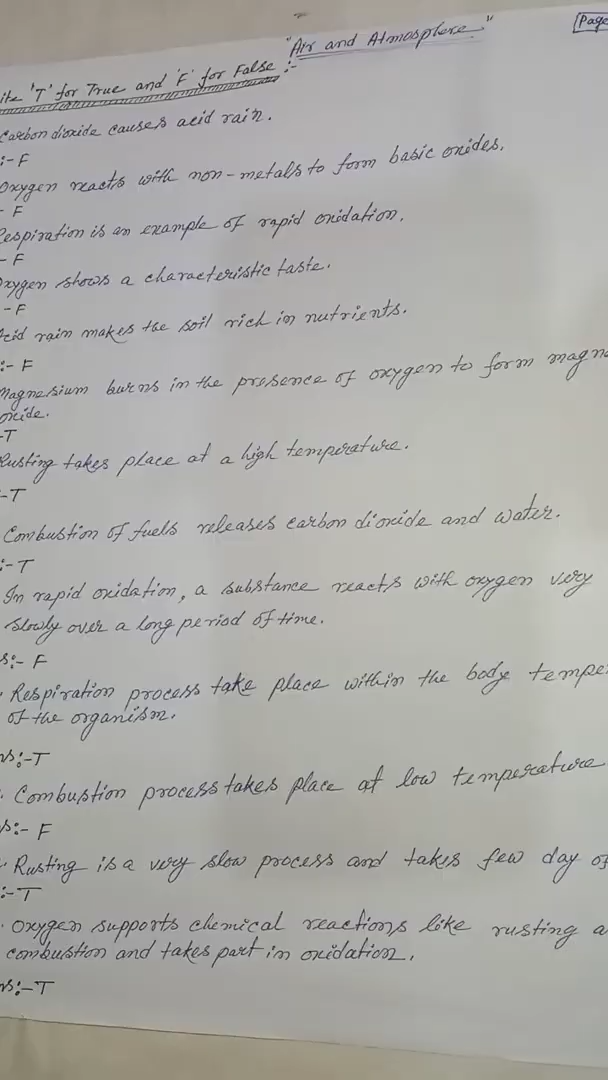 [Page
"Air and Atmosphere"
ite 'T' for True and 'F' for False :-
Carbon dioxide causes acid rain.
:- F
Oxygen reacts with non-metals to form basic oxides.
- F
Respiration is an example of rapid oxidation.
- F
Oxygen shows a characteristic taste.
- F
Acid rain makes the soil rich in nutrients.
:- F
Magnesium burns in the presence of oxygen to form magne
oxide.
-T
Rusting takes place at a high temperature.
-T
Combustion of fuels releases carbon dioxide and water.
:- T
In rapid oxidation, a substance reacts with oxygen very
slowly over a long period of time.
s:- F
. Respiration process take place within the body tempe
of the organism.
ns:-T
. Combustion process takes place at low temperature
s:- F
. Rusting is a very slow process and takes few day of
:- T
. Oxygen supports chemical reactions like rusting a
combustion and takes part in oxidation.
ns:-T